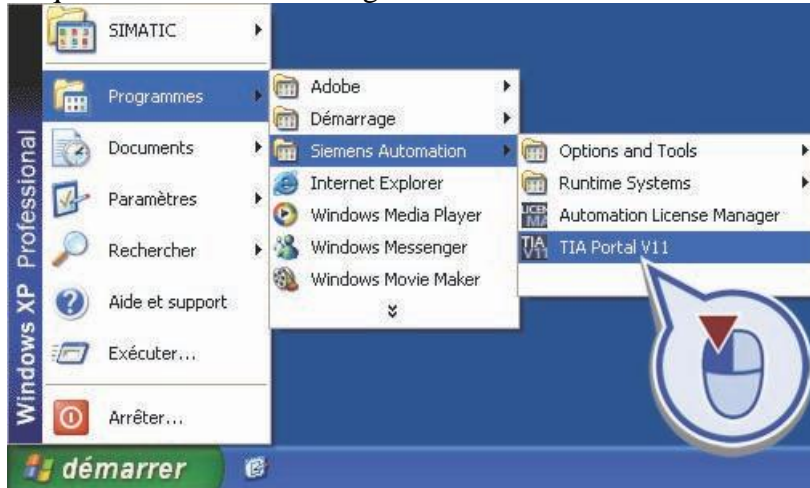 SIMATIC
Programmes
Documents
Paramètres
Rechercher
Aide et support
Exécuter...
Arrêter...
Windows XP Professional
démarrer
Adobe
Démarrage
Siemens Automation
Internet Explorer
Windows Media Player
Windows Messenger
Windows Movie Maker
Options and Tools
Runtime Systems
Automation License Manager
TIA Portal V11